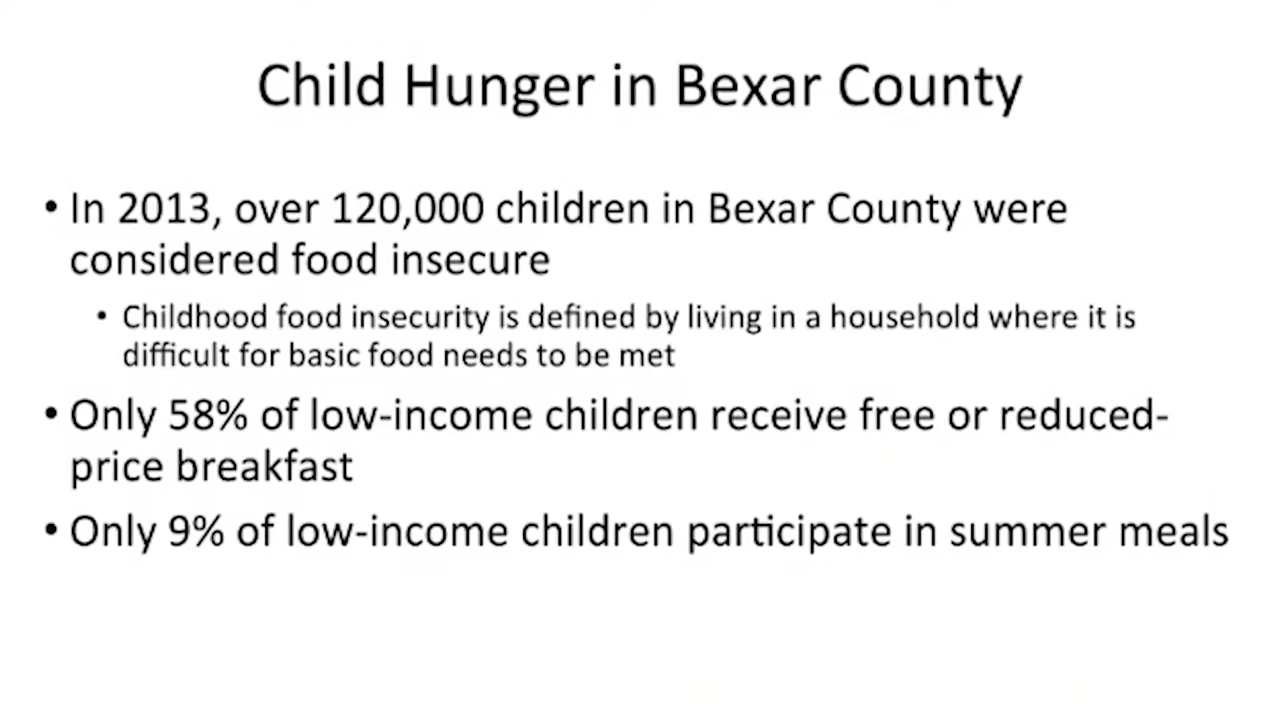 Child Hunger in Bexar County
• In 2013, over 120,000 children in Bexar County were
considered food insecure
• Childhood food insecurity is defined by living in a household where it is
difficult for basic food needs to be met
• Only 58% of low-income children receive free or reduced-
price breakfast
• Only 9% of low-income children participate in summer meals